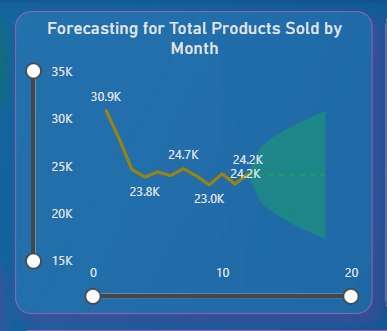 Forecasting for Total Products Sold by
Month
35K
30.9K
30K
24.7K
24.2K
25K
24.2K
23.8K
23.0K
20K
15K
0 10 20